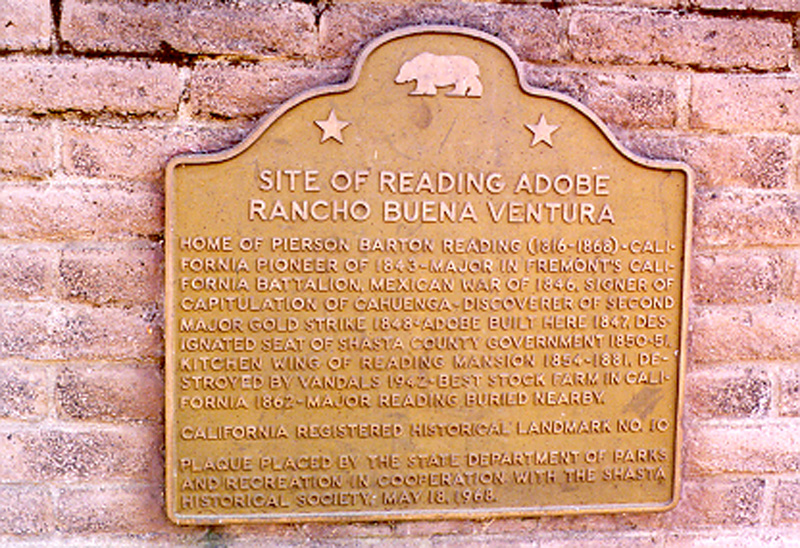 SITE OF READING ADOBE
RANCHO BUENA VENTURA
HOME OF PIERSON BARTON READING (1816-1868)-CALI-
FORNIA PIONEER OF 1843-MAJOR IN FREMONT'S CALI-
FORNIA BATTALION, MEXICAN WAR OF 1846. SIGNER OF
CAPITULATION OF CAHUENGA-DISCOVERER OF SECOND
MAJOR GOLD STRIKE 1848-ADOBE BUILT HERE 1847, DES-
IGNATED SEAT OF SHASTA COUNTY GOVERNMENT 1850-51.
KITCHEN WING OF READING MANSION 1854-1881. DE-
STROYED BY VANDALS 1942-BEST STOCK FARM IN CALI-
FORNIA 1862-MAJOR READING BURIED NEARBY.
CALIFORNIA REGISTERED HISTORICAL LANDMARK NO. 10
PLAQUE PLACED BY THE STATE DEPARTMENT OF PARKS
AND RECREATION IN COOPERATION WITH THE SHASTA
HISTORICAL SOCIETY, MAY 18, 1968.